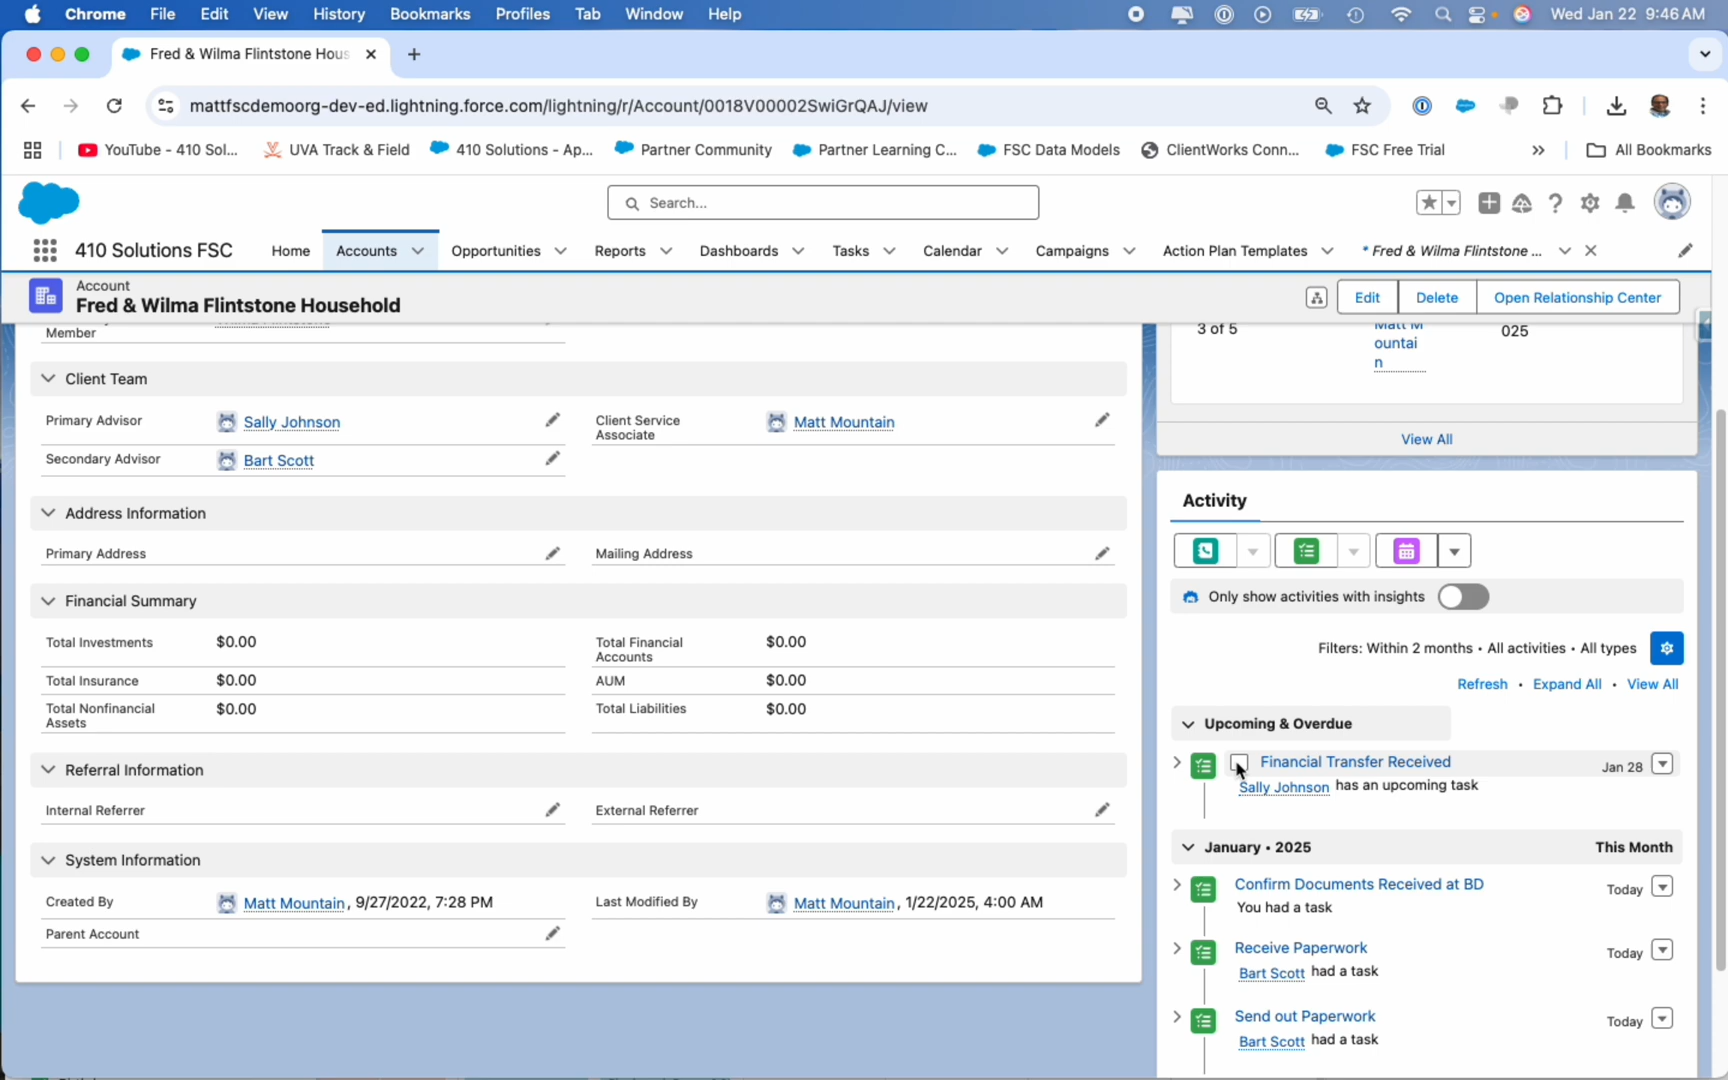 Chrome File Edit View History Bookmarks Profiles Tab Window Help Wed Jan 22 9:46 AM
Fred & Wilma Flintstone Hous
mattfscdemoorg-dev-ed.lightning.force.com/lightning/r/Account/0018V00002SwiGrQAJ/view
YouTube - 410 Sol... UVA Track & Field 410 Solutions - Ap... Partner Community Partner Learning C... FSC Data Models ClientWorks Conn... FSC Free Trial » All Bookmarks
Search...
410 Solutions FSC Home Accounts Opportunities Reports Dashboards Tasks Calendar Campaigns Action Plan Templates * Fred & Wilma Flintstone ...
Account
Fred & Wilma Flintstone Household
Edit Delete Open Relationship Center
Member
Client Team
Primary Advisor Sally Johnson
Client Service Associate Matt Mountain
Secondary Advisor Bart Scott
Address Information
Primary Address Mailing Address
Financial Summary
Total Investments $0.00
Total Financial Accounts $0.00
Total Insurance $0.00 AUM $0.00
Total Nonfinancial Assets $0.00
Total Liabilities $0.00
Referral Information
Internal Referrer External Referrer
System Information
Created By Matt Mountain, 9/27/2022, 7:28 PM
Last Modified By Matt Mountain, 1/22/2025, 4:00 AM
Parent Account
3 of 5
Matt M
ountai
n
025
View All
Activity
Only show activities with insights
Filters: Within 2 months • All activities • All types
Refresh • Expand All • View All
Upcoming & Overdue
Financial Transfer Received Jan 28
Sally Johnson has an upcoming task
January • 2025 This Month
Confirm Documents Received at BD Today
You had a task
Receive Paperwork Today
Bart Scott had a task
Send out Paperwork Today
Bart Scott had a task